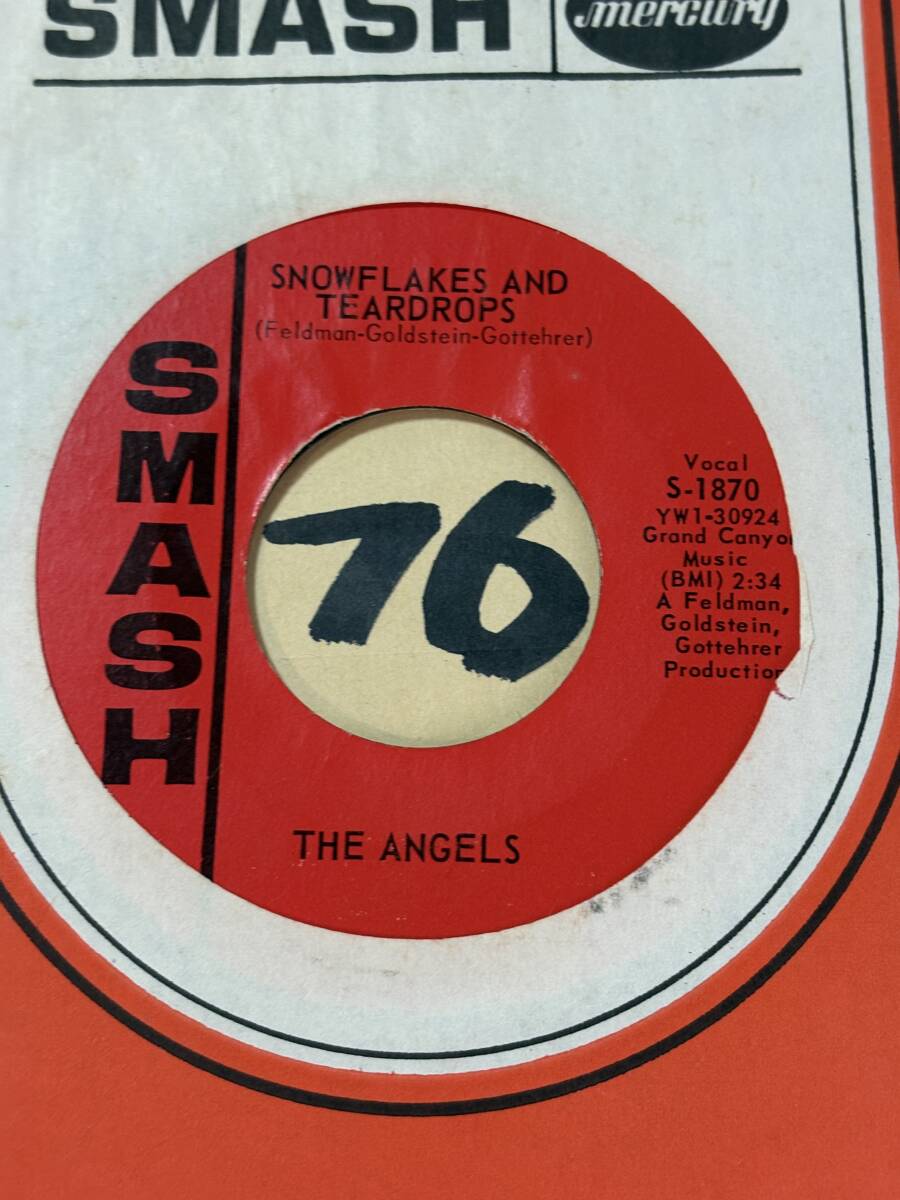 SMASH
mercury
SNOWFLAKES AND
TEARDROPS
(Feldman-Goldstein-Gottehrer)
SMASH
76
Vocal
S-1870
YW1-30924
Grand Canyo
Music
(BMI) 2:34
A Feldman,
Goldstein,
Gottehrer
Production
THE ANGELS